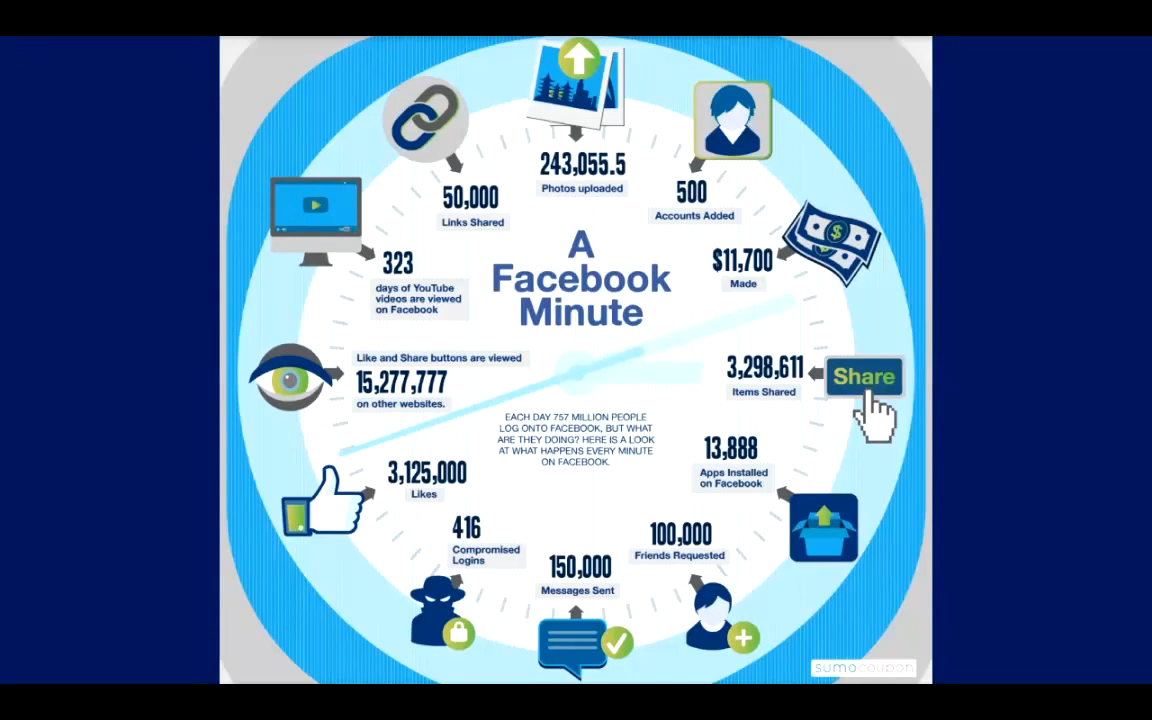 243,055.5
Photos uploaded
500
Accounts Added
$11,700
Made
3,298,611
Items Shared
Share
13,888
Apps Installed
on Facebook
100,000
Friends Requested
150,000
Messages Sent
416
Compromised
Logins
3,125,000
Likes
Like and Share buttons are viewed
15,277,777
on other websites.
323
days of YouTube
videos are viewed
on Facebook
50,000
Links Shared
A
Facebook
Minute
EACH DAY 757 MILLION PEOPLE
LOG ONTO FACEBOOK, BUT WHAT
ARE THEY DOING? HERE IS A LOOK
AT WHAT HAPPENS EVERY MINUTE
ON FACEBOOK.
sumocoupon